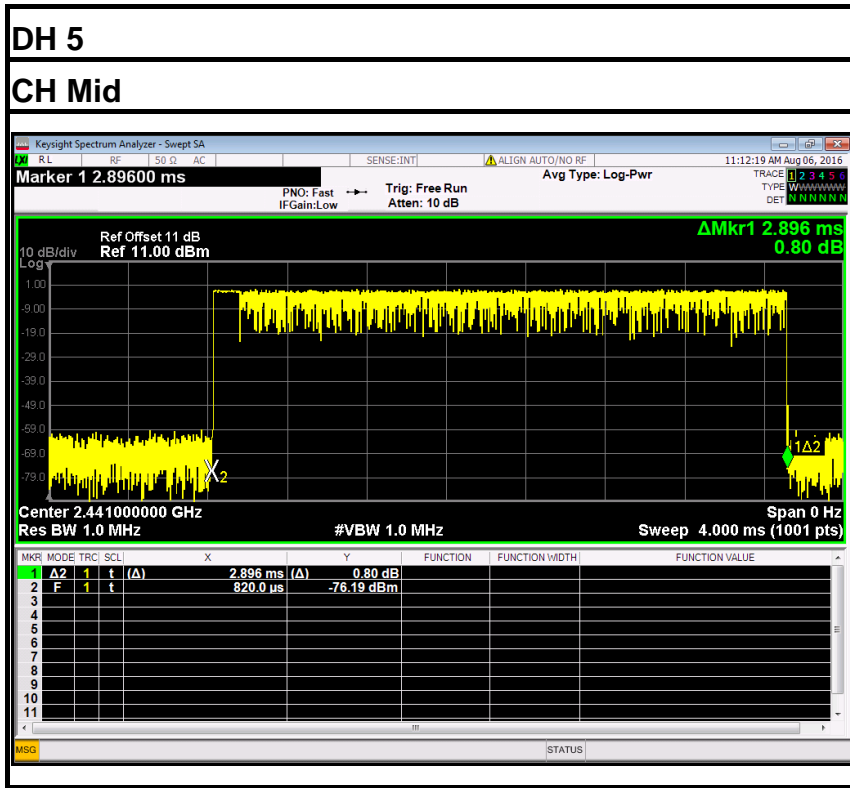 DH 5
CH Mid
Keysight Spectrum Analyzer - Swept SA
LXI RL RF 50 Ω AC SENSE:INT ALIGN AUTO/NO RF 11:12:19 AM Aug 06, 2016
Marker 1 2.89600 ms
PNO: Fast
IFGain:Low
Trig: Free Run
Atten: 10 dB
Avg Type: Log-Pwr
TRACE 1 2 3 4 5 6
TYPE WWWWWW
DET N N N N N N
ΔMkr1 2.896 ms
0.80 dB
Ref Offset 11 dB
10 dB/div Ref 11.00 dBm
Log
1.00
-9.00
-19.0
-29.0
-39.0
-49.0
-59.0
-69.0
-79.0
X2
1Δ2
Center 2.441000000 GHz Span 0 Hz
Res BW 1.0 MHz #VBW 1.0 MHz Sweep 4.000 ms (1001 pts)
MKR MODE TRC SCL X Y FUNCTION FUNCTION WIDTH FUNCTION VALUE
1 Δ2 1 t (Δ) 2.896 ms (Δ) 0.80 dB
2 F 1 t 820.0 µs -76.19 dBm
3
4
5
6
7
8
9
10
11
MSG STATUS